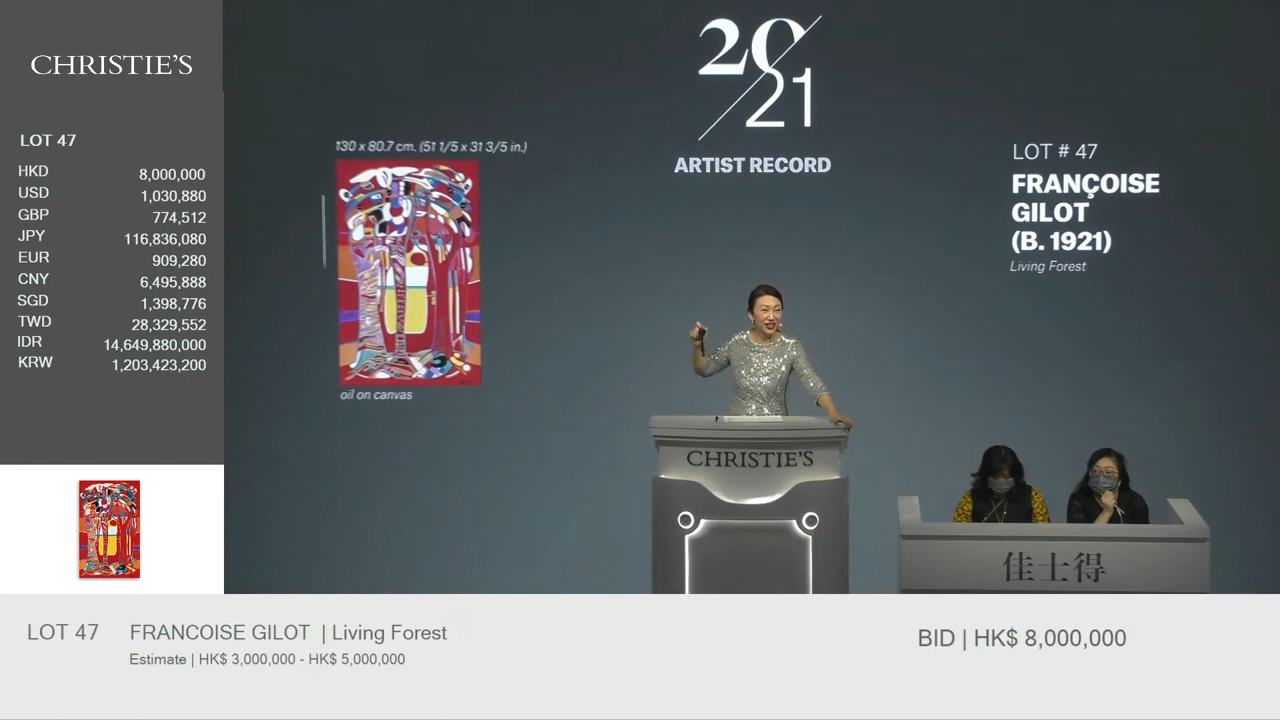 CHRISTIE'S
LOT 47
HKD 8,000,000
USD 1,030,880
GBP 774,512
JPY 116,836,080
EUR 909,280
CNY 6,495,888
SGD 1,398,776
TWD 28,329,552
IDR 14,649,880,000
KRW 1,203,423,200
20/21
ARTIST RECORD
130 x 80.7 cm. (51 1/5 x 31 3/5 in.)
oil on canvas
LOT # 47
FRANÇOISE
GILOT
(B. 1921)
Living Forest
CHRISTIE'S
佳士得
LOT 47 FRANCOISE GILOT | Living Forest
Estimate | HK$ 3,000,000 - HK$ 5,000,000
BID | HK$ 8,000,000